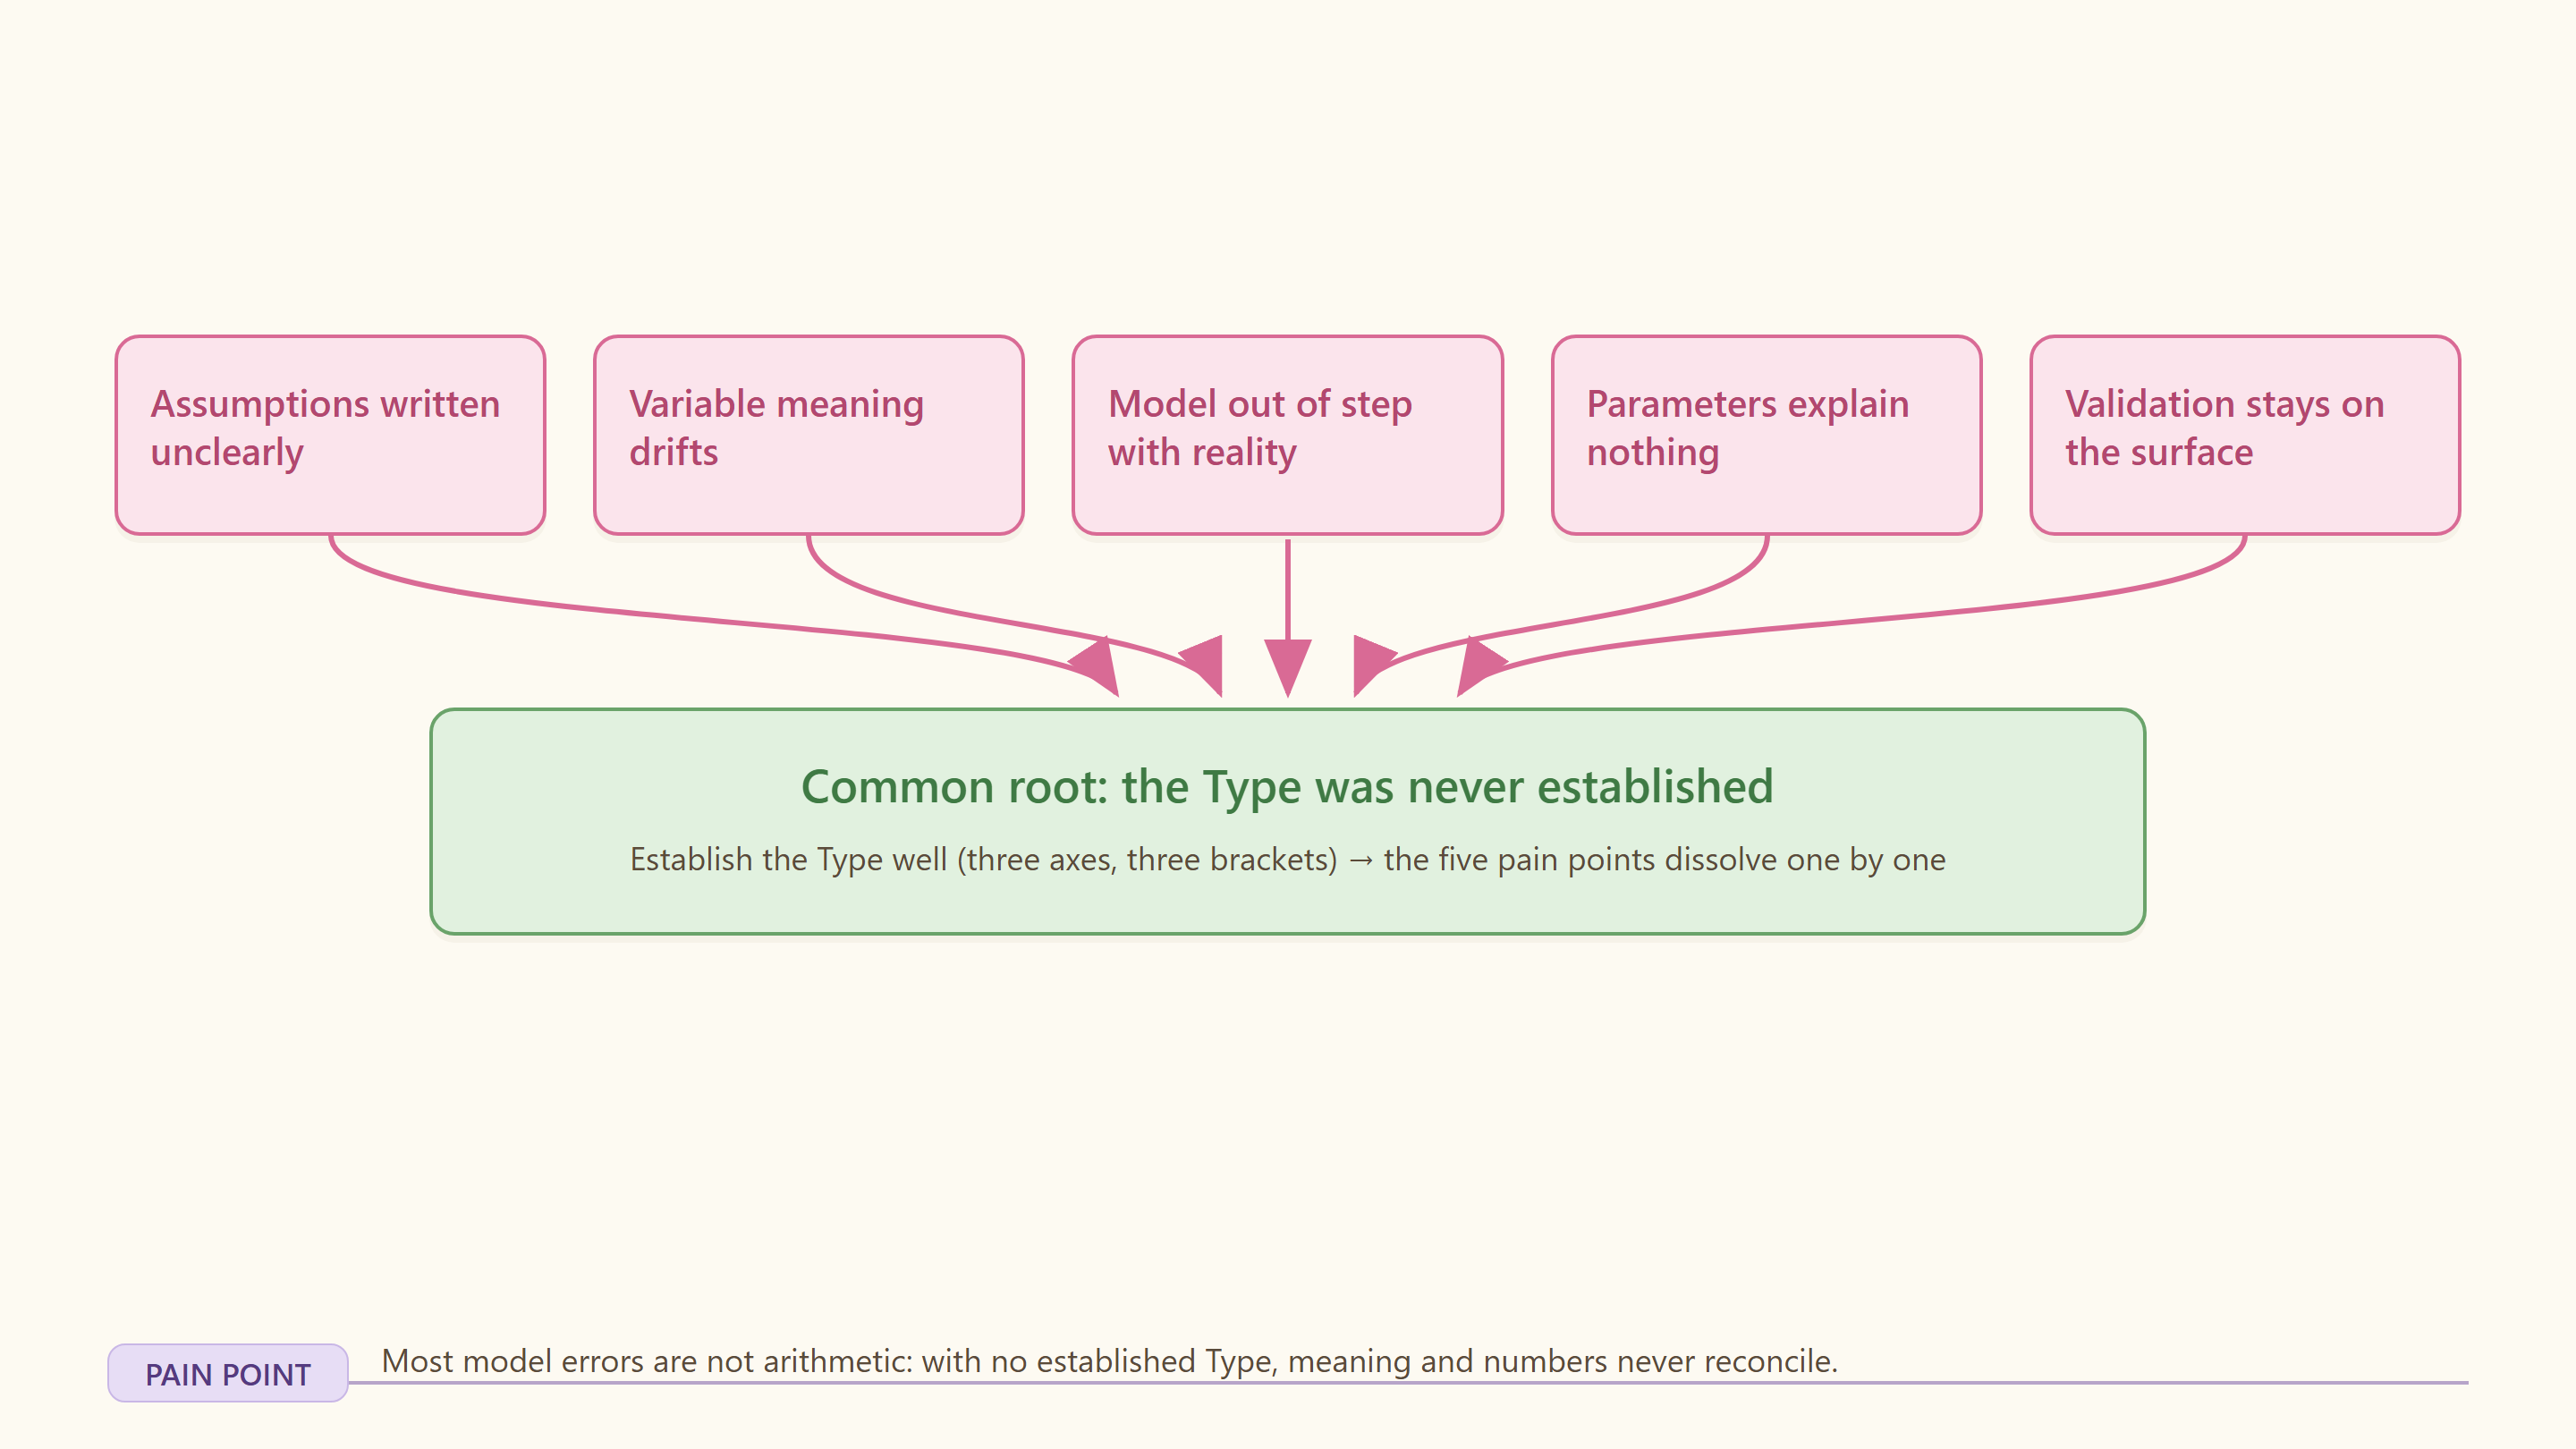 Assumptions written
unclearly
Variable meaning
drifts
Model out of step
with reality
Parameters explain
nothing
Validation stays on
the surface
Common root: the Type was never established
Establish the Type well (three axes, three brackets) → the five pain points dissolve one by one
PAIN POINT
Most model errors are not arithmetic: with no established Type, meaning and numbers never reconcile.